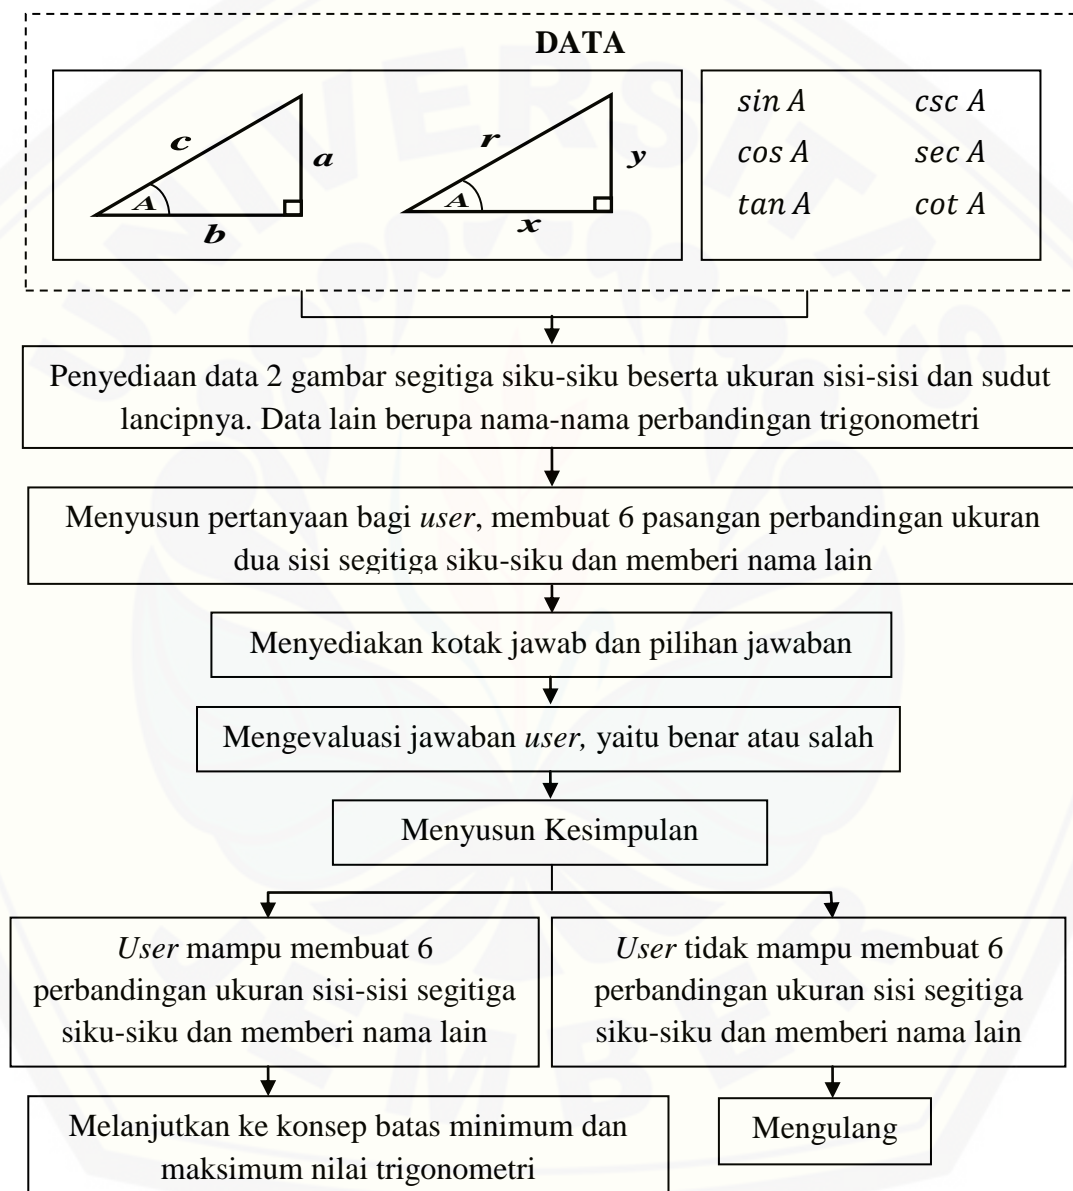 DATA
c
a
A
b
r
y
A
x
sin A csc A
cos A sec A
tan A cot A
Penyediaan data 2 gambar segitiga siku-siku beserta ukuran sisi-sisi dan sudut
lancipnya. Data lain berupa nama-nama perbandingan trigonometri
Menyusun pertanyaan bagi user, membuat 6 pasangan perbandingan ukuran
dua sisi segitiga siku-siku dan memberi nama lain
Menyediakan kotak jawab dan pilihan jawaban
Mengevaluasi jawaban user, yaitu benar atau salah
Menyusun Kesimpulan
User mampu membuat 6
perbandingan ukuran sisi-sisi segitiga
siku-siku dan memberi nama lain
User tidak mampu membuat 6
perbandingan ukuran sisi segitiga
siku-siku dan memberi nama lain
Melanjutkan ke konsep batas minimum dan
maksimum nilai trigonometri
Mengulang
UNIVERSITAS
JEMBER